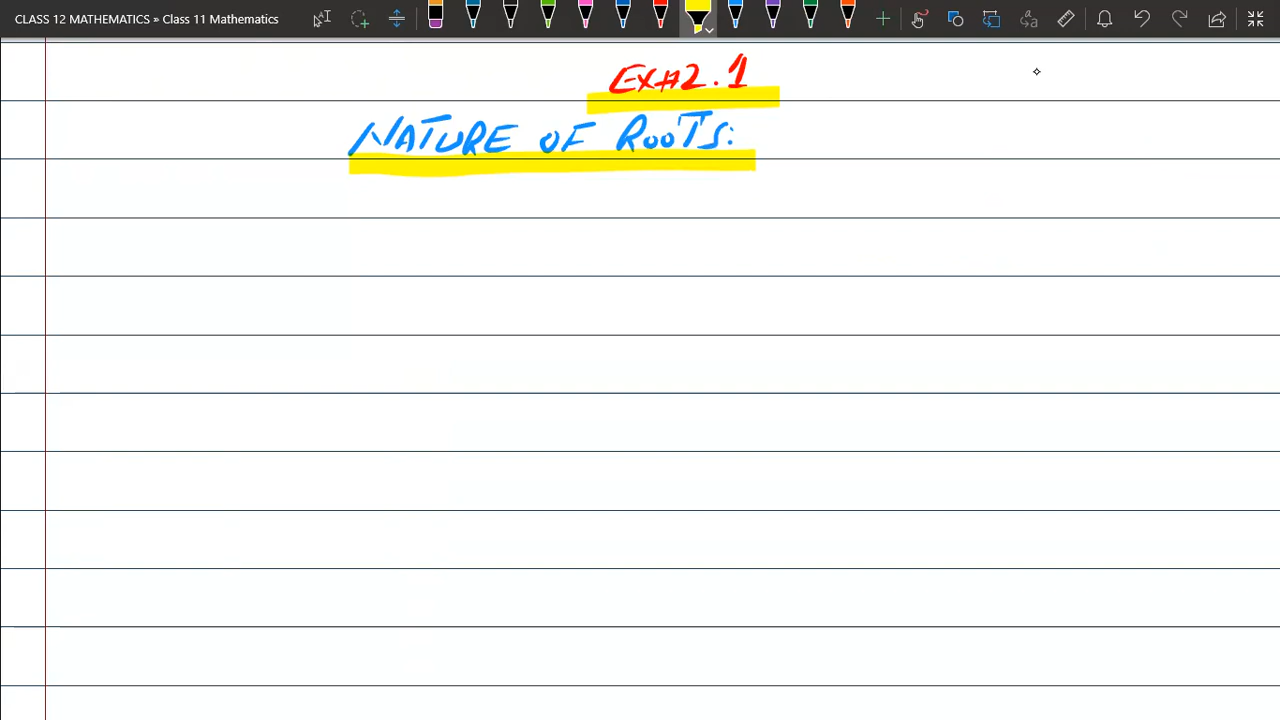 CLASS 12 MATHEMATICS » Class 11 Mathematics
EX#2.1
NATURE OF ROOTS: